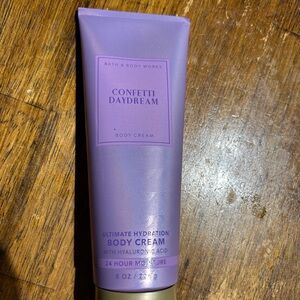 BATH & BODY WORKS
CONFETTI
DAYDREAM
BODY CREAM
ULTIMATE HYDRATION
BODY CREAM
WITH HYALURONIC ACID
24 HOUR MOISTURE
8 OZ / 226 g